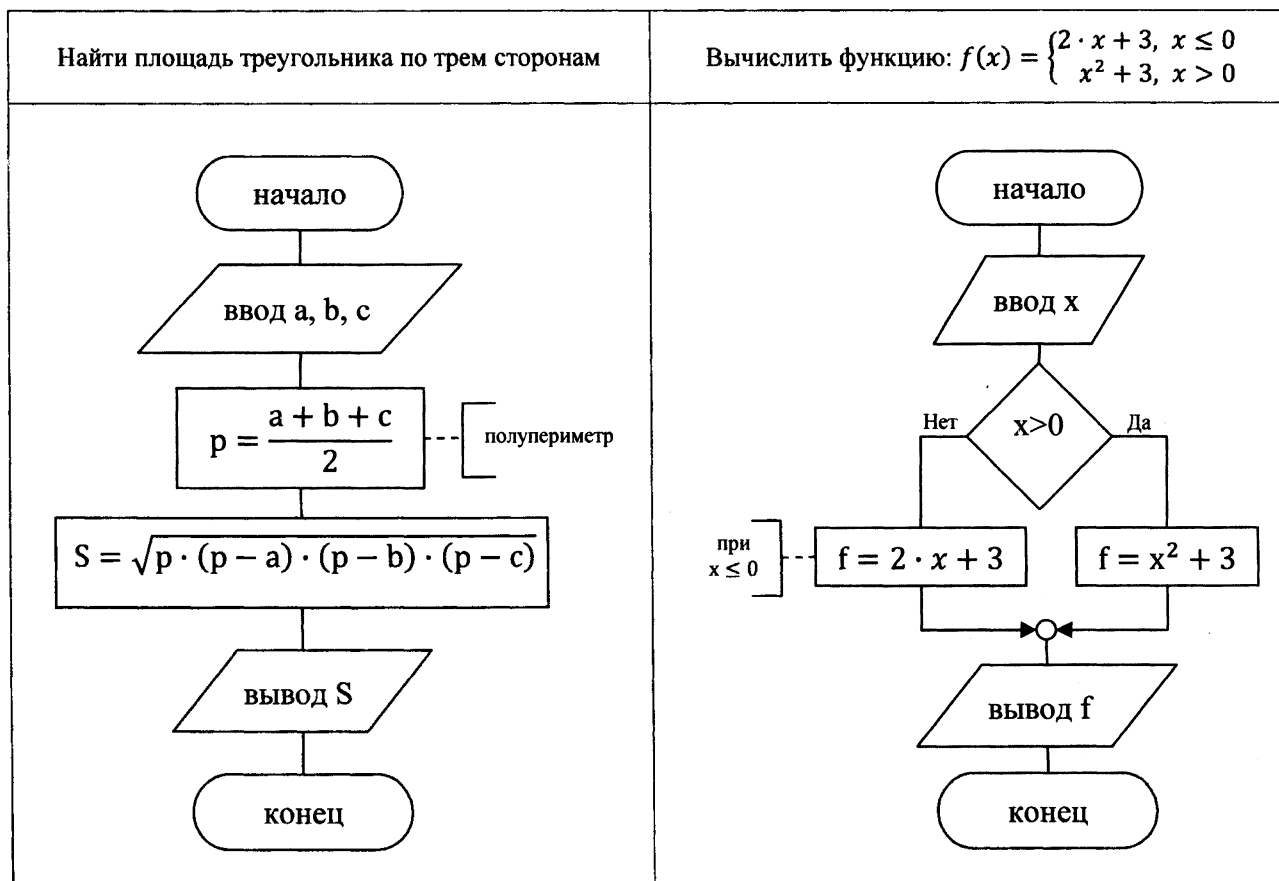 Найти площадь треугольника по трем сторонам
начало
ввод a, b, c
p = (a + b + c)/2
полупериметр
S = √(p · (p − a) · (p − b) · (p − c))
вывод S
конец
Вычислить функцию: f(x) = {2 · x + 3, x ≤ 0
x² + 3, x > 0
начало
ввод x
x>0
Нет
Да
при
x ≤ 0
f = 2 · x + 3
f = x² + 3
вывод f
конец